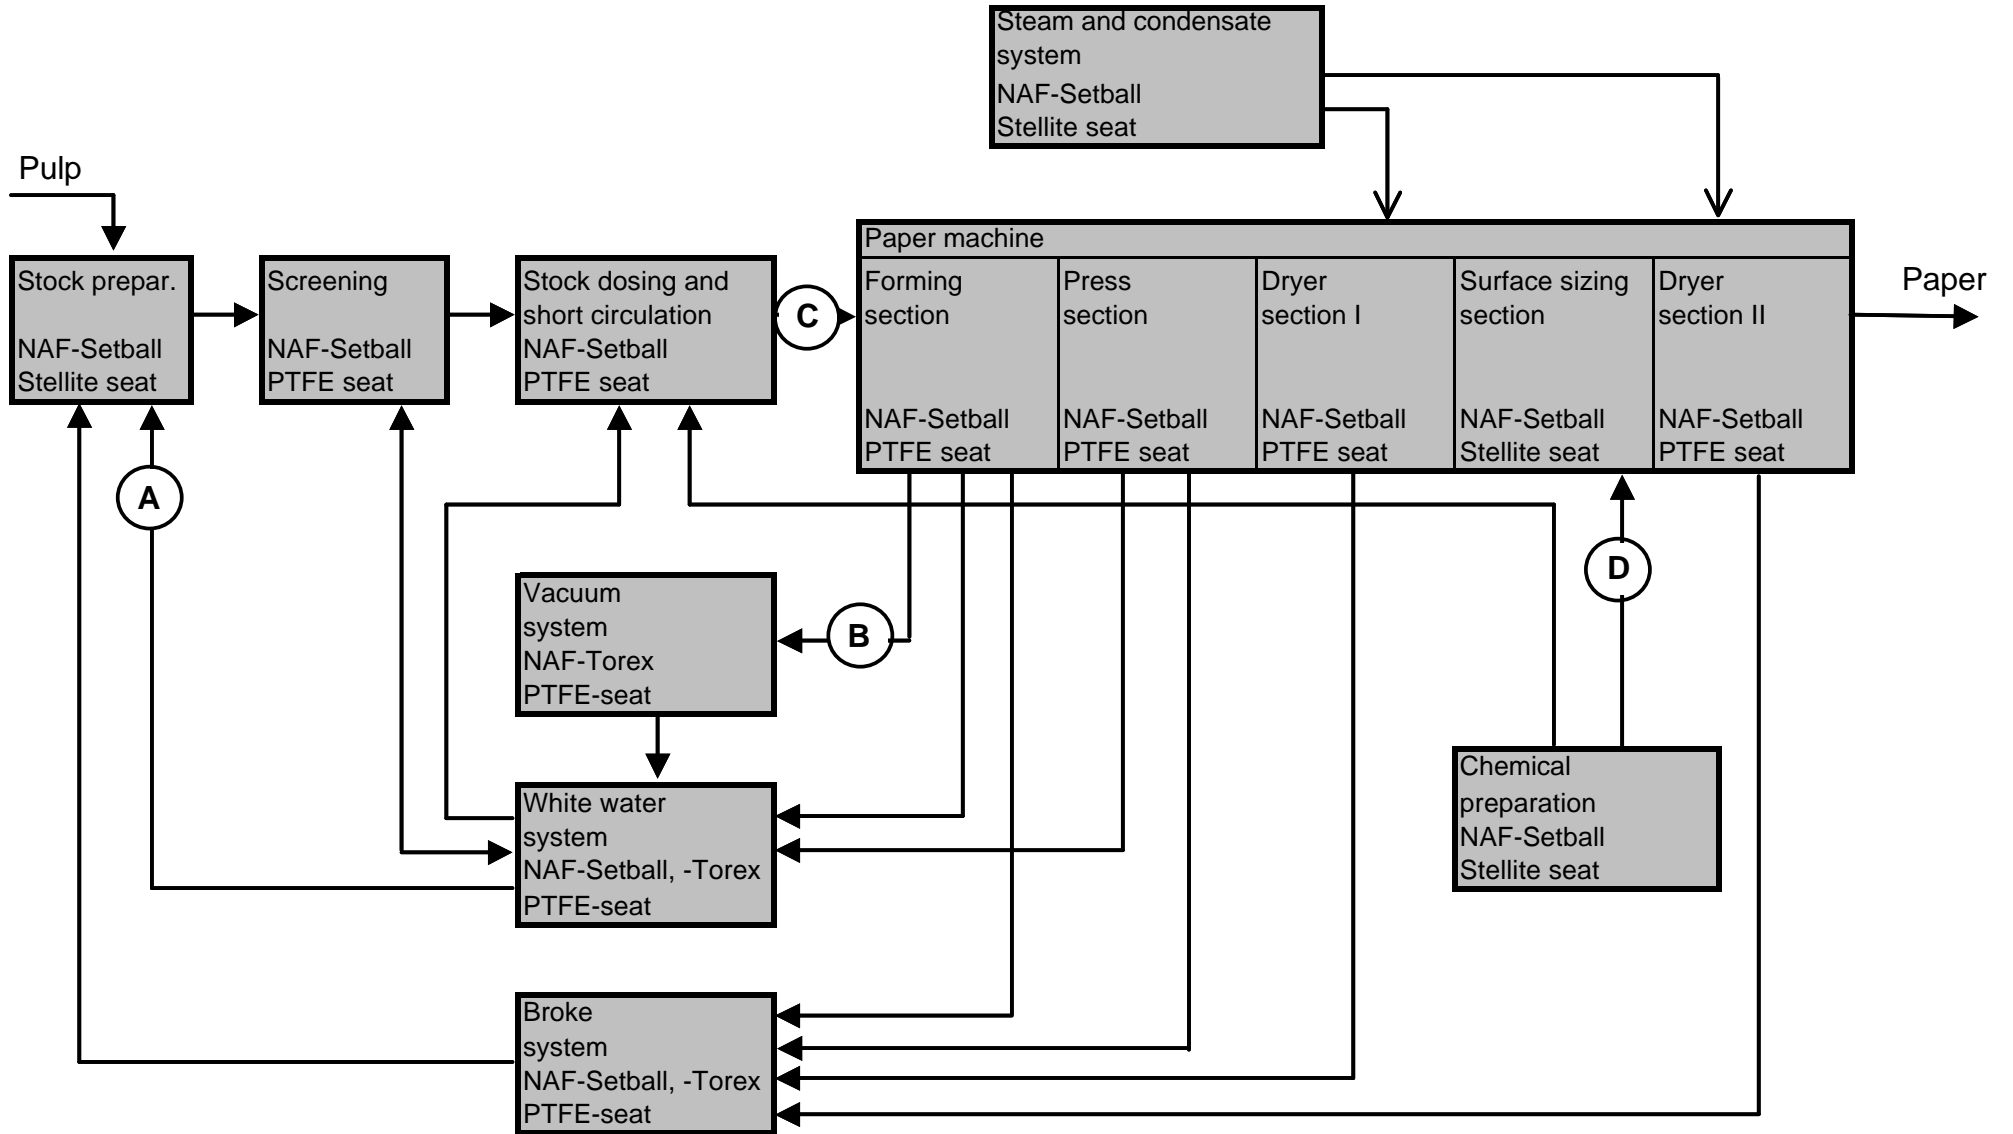 Steam and condensate
system
NAF-Setball
Stellite seat
Pulp
Stock prepar.
NAF-Setball
Stellite seat
Screening
NAF-Setball
PTFE seat
Stock dosing and
short circulation
NAF-Setball
PTFE seat
C
Paper machine
Forming
section
NAF-Setball
PTFE seat
Press
section
NAF-Setball
PTFE seat
Dryer
section I
NAF-Setball
PTFE seat
Surface sizing
section
NAF-Setball
Stellite seat
Dryer
section II
NAF-Setball
PTFE seat
Paper
A
Vacuum
system
NAF-Torex
PTFE-seat
B
D
White water
system
NAF-Setball, -Torex
PTFE-seat
Chemical
preparation
NAF-Setball
Stellite seat
Broke
system
NAF-Setball, -Torex
PTFE-seat